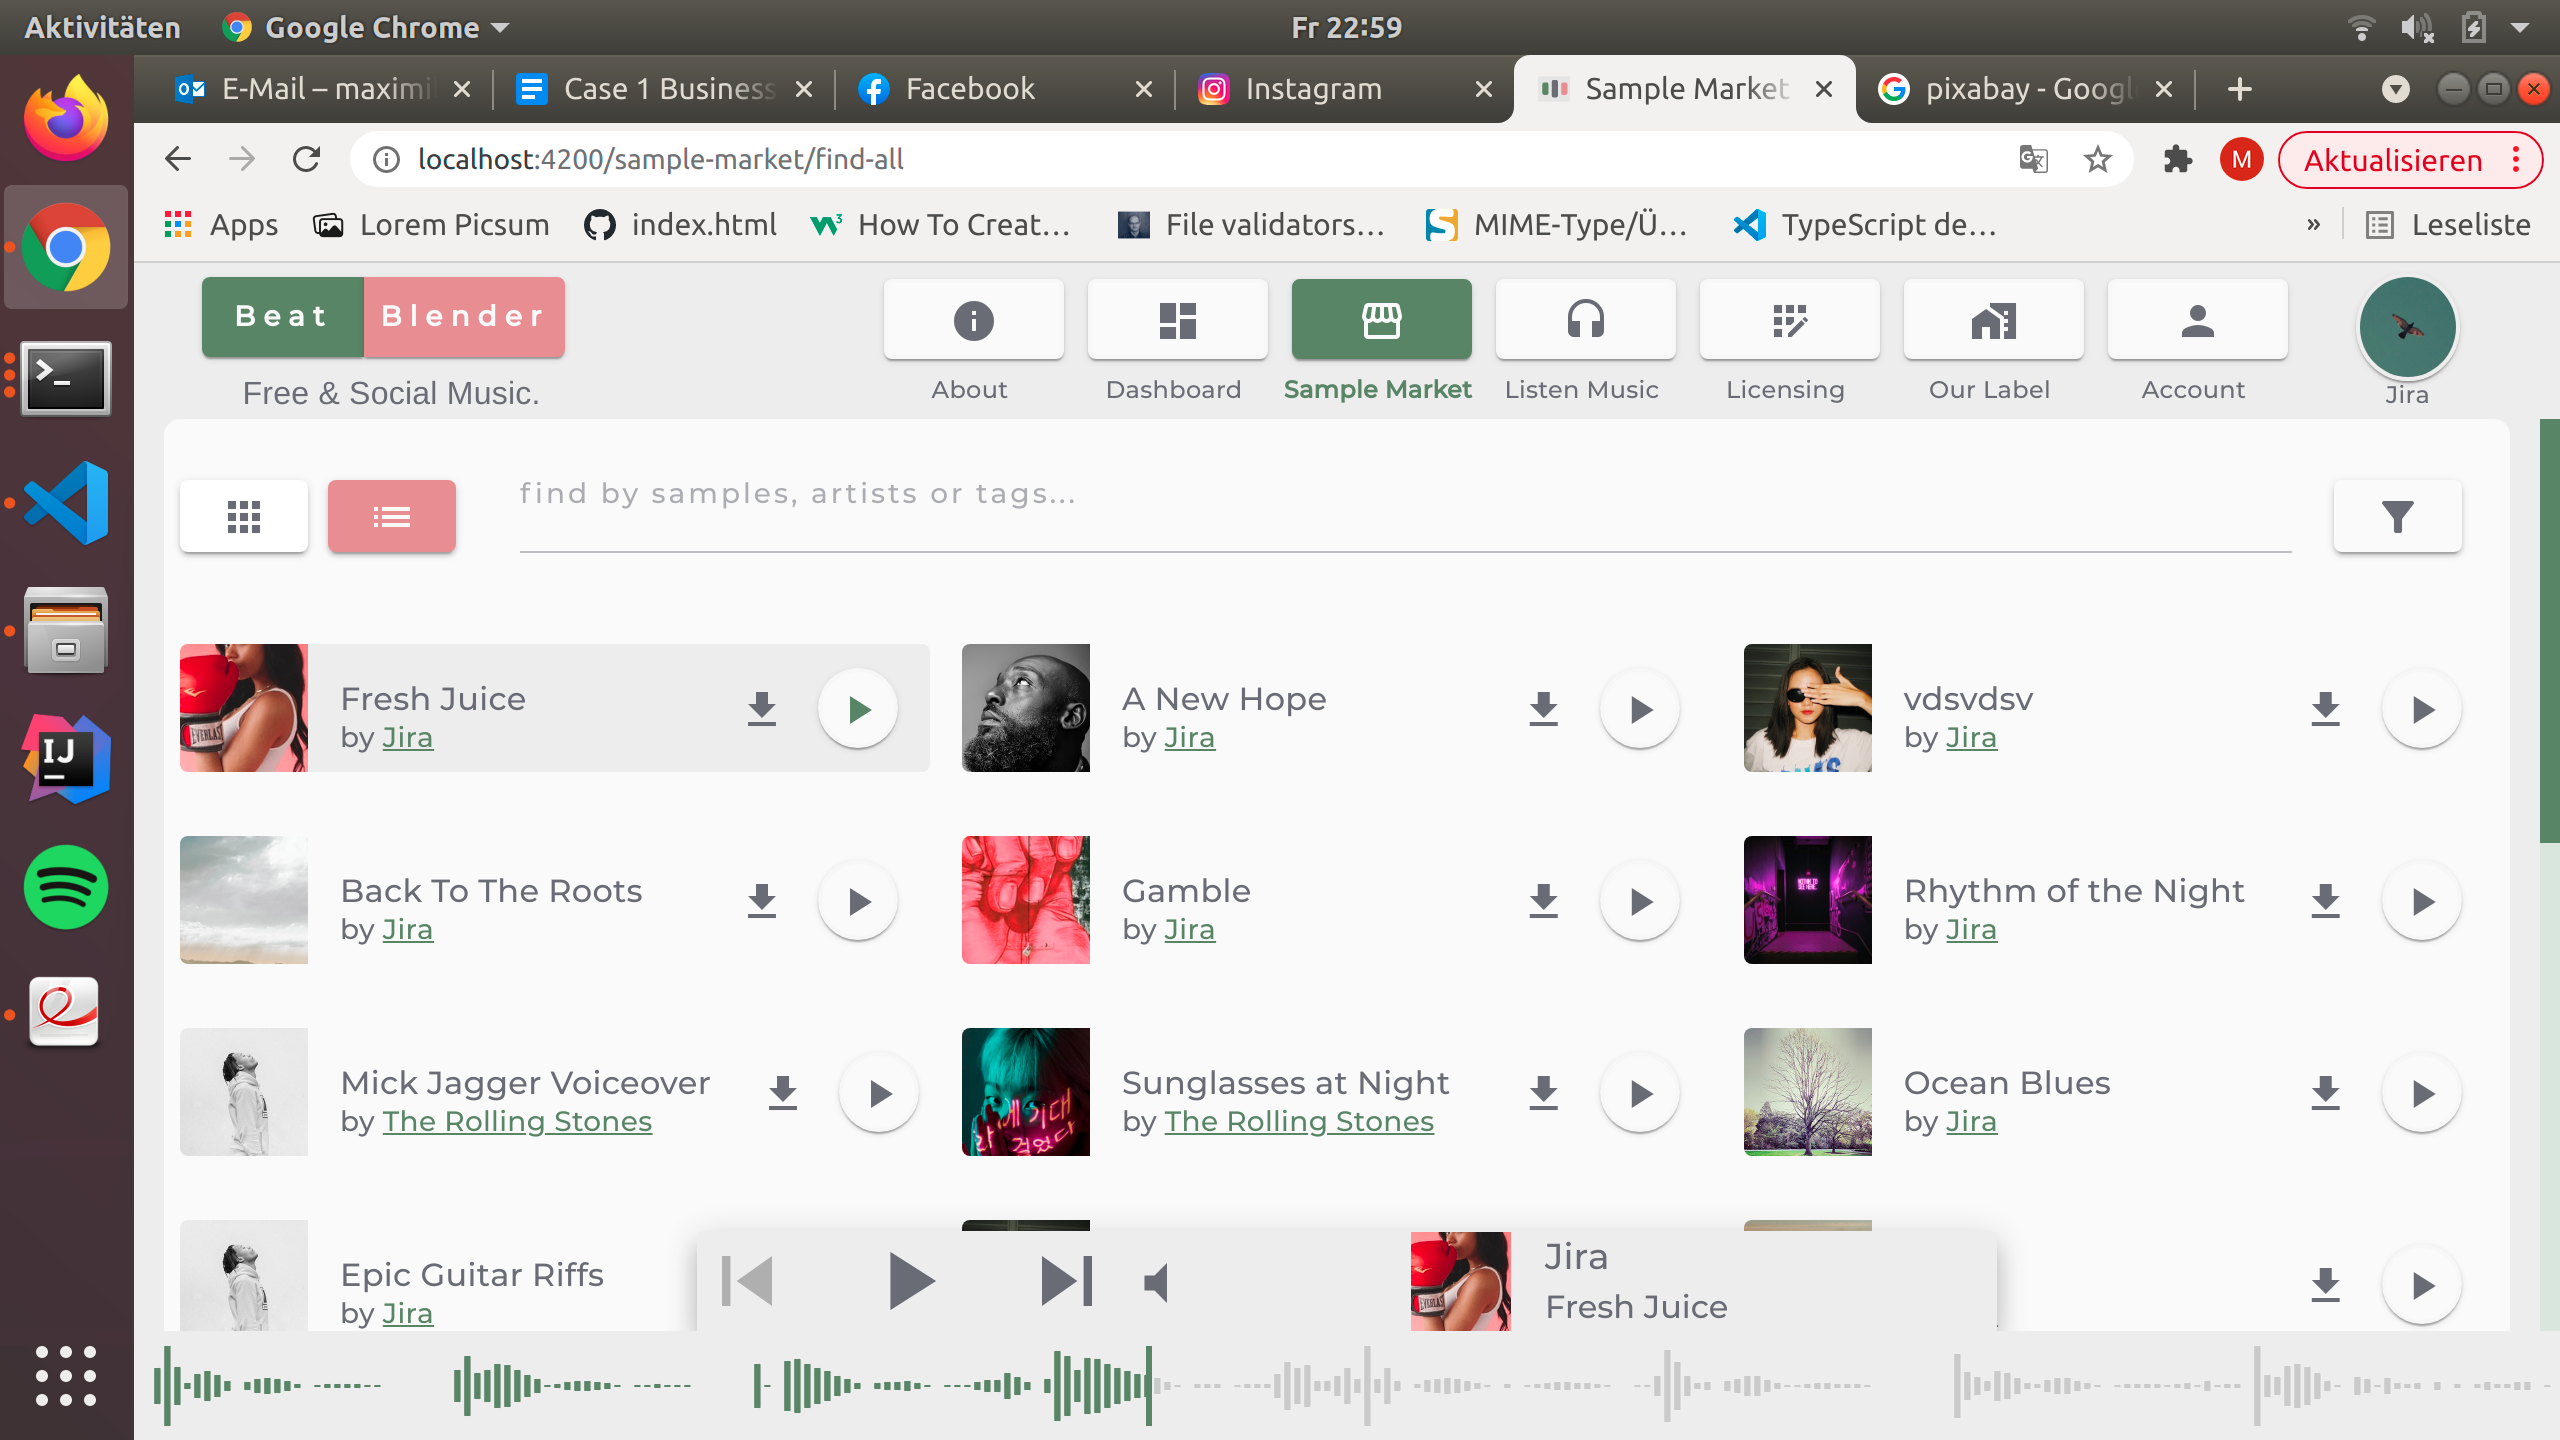 Aktivitäten
Google Chrome
Fr 22:59
E-Mail – maximil
Case 1 Business
Facebook
Instagram
Sample Market
pixabay - Googl
localhost:4200/sample-market/find-all
M
Aktualisieren
Apps
Lorem Picsum
index.html
How To Creat…
File validators…
MIME-Type/Ü…
TypeScript de…
»
Leseliste
Beat Blender
Free & Social Music.
About
Dashboard
Sample Market
Listen Music
Licensing
Our Label
Account
Jira
find by samples, artists or tags...
Fresh Juice
by Jira
A New Hope
by Jira
vdsvdsv
by Jira
Back To The Roots
by Jira
Gamble
by Jira
Rhythm of the Night
by Jira
Mick Jagger Voiceover
by The Rolling Stones
Sunglasses at Night
by The Rolling Stones
Ocean Blues
by Jira
Epic Guitar Riffs
by Jira
Jira
Fresh Juice
IJ
EVERLAST